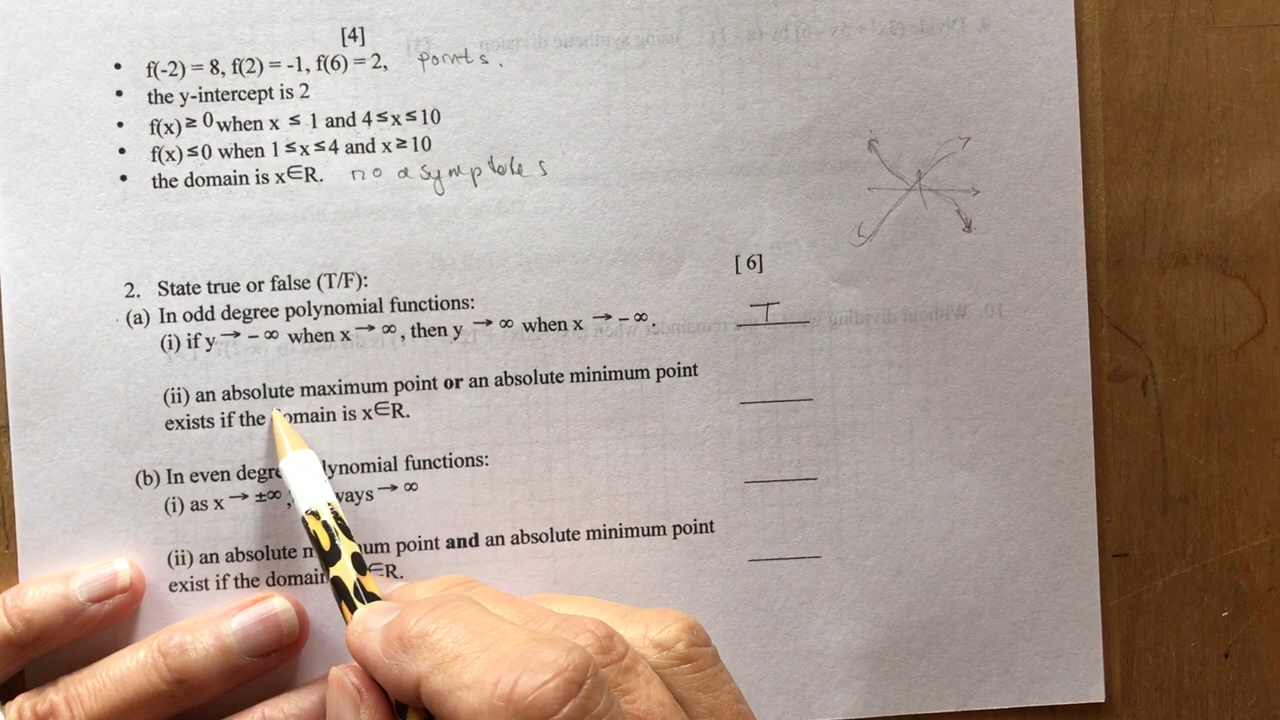 [4]
• f(-2) = 8, f(2) = -1, f(6) = 2, points.
• the y-intercept is 2
• f(x) ≥ 0 when x ≤ 1 and 4≤x≤10
• f(x) ≤0 when 1≤x≤4 and x≥10
• the domain is x∈R. no asymptotes
2. State true or false (T/F): [6]
(a) In odd degree polynomial functions:
(i) if y → -∞ when x → ∞, then y → ∞ when x → -∞. T
(ii) an absolute maximum point or an absolute minimum point
exists if the domain is x∈R.
(b) In even polynomial functions:
(i) as x → ±∞, → ∞
(ii) an absolute point and an absolute minimum point
exist if the domain ∈R.